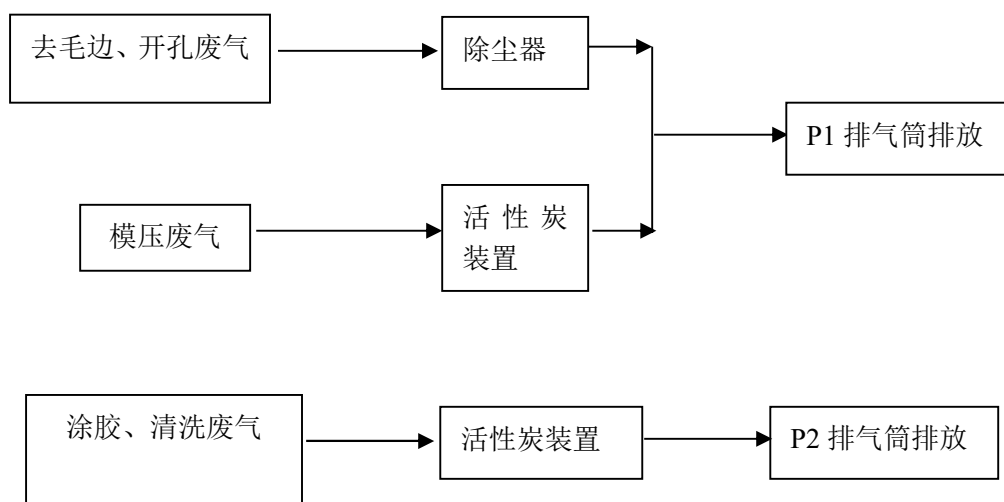 去毛边、开孔废气
除尘器
P1 排气筒排放
模压废气
活性炭
装置
涂胶、清洗废气
活性炭装置
P2 排气筒排放